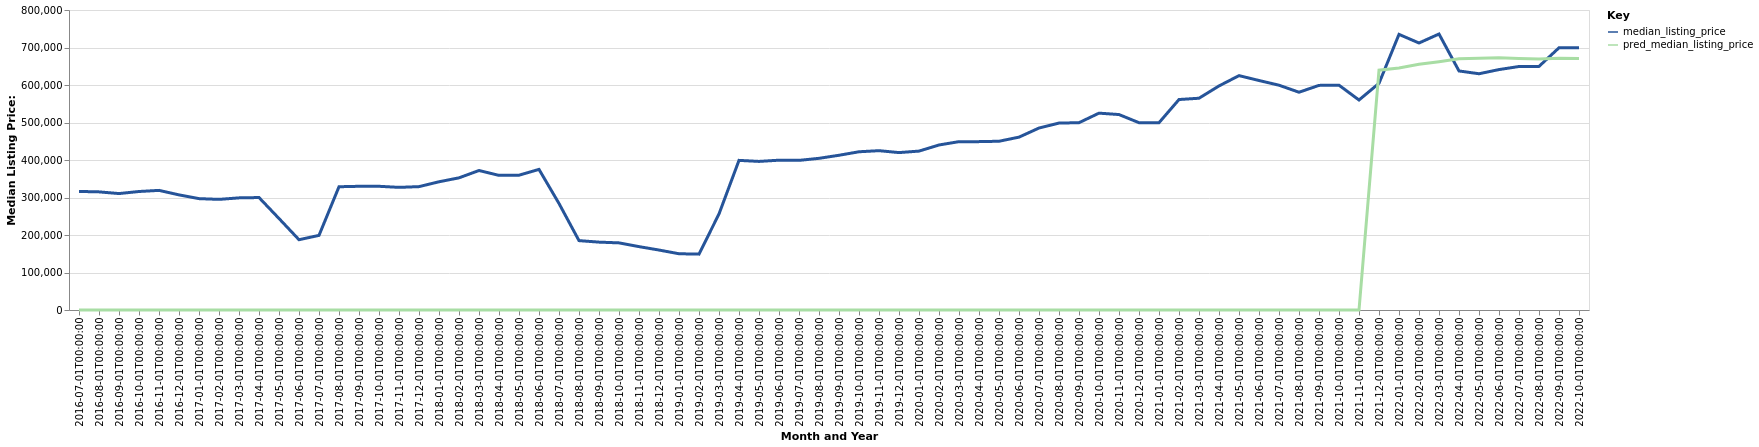 800,000
700,000
600,000
500,000
400,000
300,000
200,000
100,000
0
Median Listing Price:
2016-07-01T00:00:00
2016-08-01T00:00:00
2016-09-01T00:00:00
2016-10-01T00:00:00
2016-11-01T00:00:00
2016-12-01T00:00:00
2017-01-01T00:00:00
2017-02-01T00:00:00
2017-03-01T00:00:00
2017-04-01T00:00:00
2017-05-01T00:00:00
2017-06-01T00:00:00
2017-07-01T00:00:00
2017-08-01T00:00:00
2017-09-01T00:00:00
2017-10-01T00:00:00
2017-11-01T00:00:00
2017-12-01T00:00:00
2018-01-01T00:00:00
2018-02-01T00:00:00
2018-03-01T00:00:00
2018-04-01T00:00:00
2018-05-01T00:00:00
2018-06-01T00:00:00
2018-07-01T00:00:00
2018-08-01T00:00:00
2018-09-01T00:00:00
2018-10-01T00:00:00
2018-11-01T00:00:00
2018-12-01T00:00:00
2019-01-01T00:00:00
2019-02-01T00:00:00
2019-03-01T00:00:00
2019-04-01T00:00:00
2019-05-01T00:00:00
2019-06-01T00:00:00
2019-07-01T00:00:00
2019-08-01T00:00:00
2019-09-01T00:00:00
2019-10-01T00:00:00
2019-11-01T00:00:00
2019-12-01T00:00:00
2020-01-01T00:00:00
2020-02-01T00:00:00
2020-03-01T00:00:00
2020-04-01T00:00:00
2020-05-01T00:00:00
2020-06-01T00:00:00
2020-07-01T00:00:00
2020-08-01T00:00:00
2020-09-01T00:00:00
2020-10-01T00:00:00
2020-11-01T00:00:00
2020-12-01T00:00:00
2021-01-01T00:00:00
2021-02-01T00:00:00
2021-03-01T00:00:00
2021-04-01T00:00:00
2021-05-01T00:00:00
2021-06-01T00:00:00
2021-07-01T00:00:00
2021-08-01T00:00:00
2021-09-01T00:00:00
2021-10-01T00:00:00
2021-11-01T00:00:00
2021-12-01T00:00:00
2022-01-01T00:00:00
2022-02-01T00:00:00
2022-03-01T00:00:00
2022-04-01T00:00:00
2022-05-01T00:00:00
2022-06-01T00:00:00
2022-07-01T00:00:00
2022-08-01T00:00:00
2022-09-01T00:00:00
2022-10-01T00:00:00
Month and Year
Key
median_listing_price
pred_median_listing_price